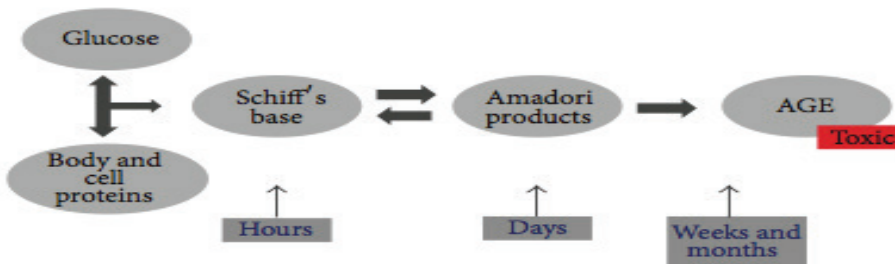 Glucose
Schiff's
base
Amadori
products
AGE
Toxic
Body and
cell
proteins
Hours
Days
Weeks and
months